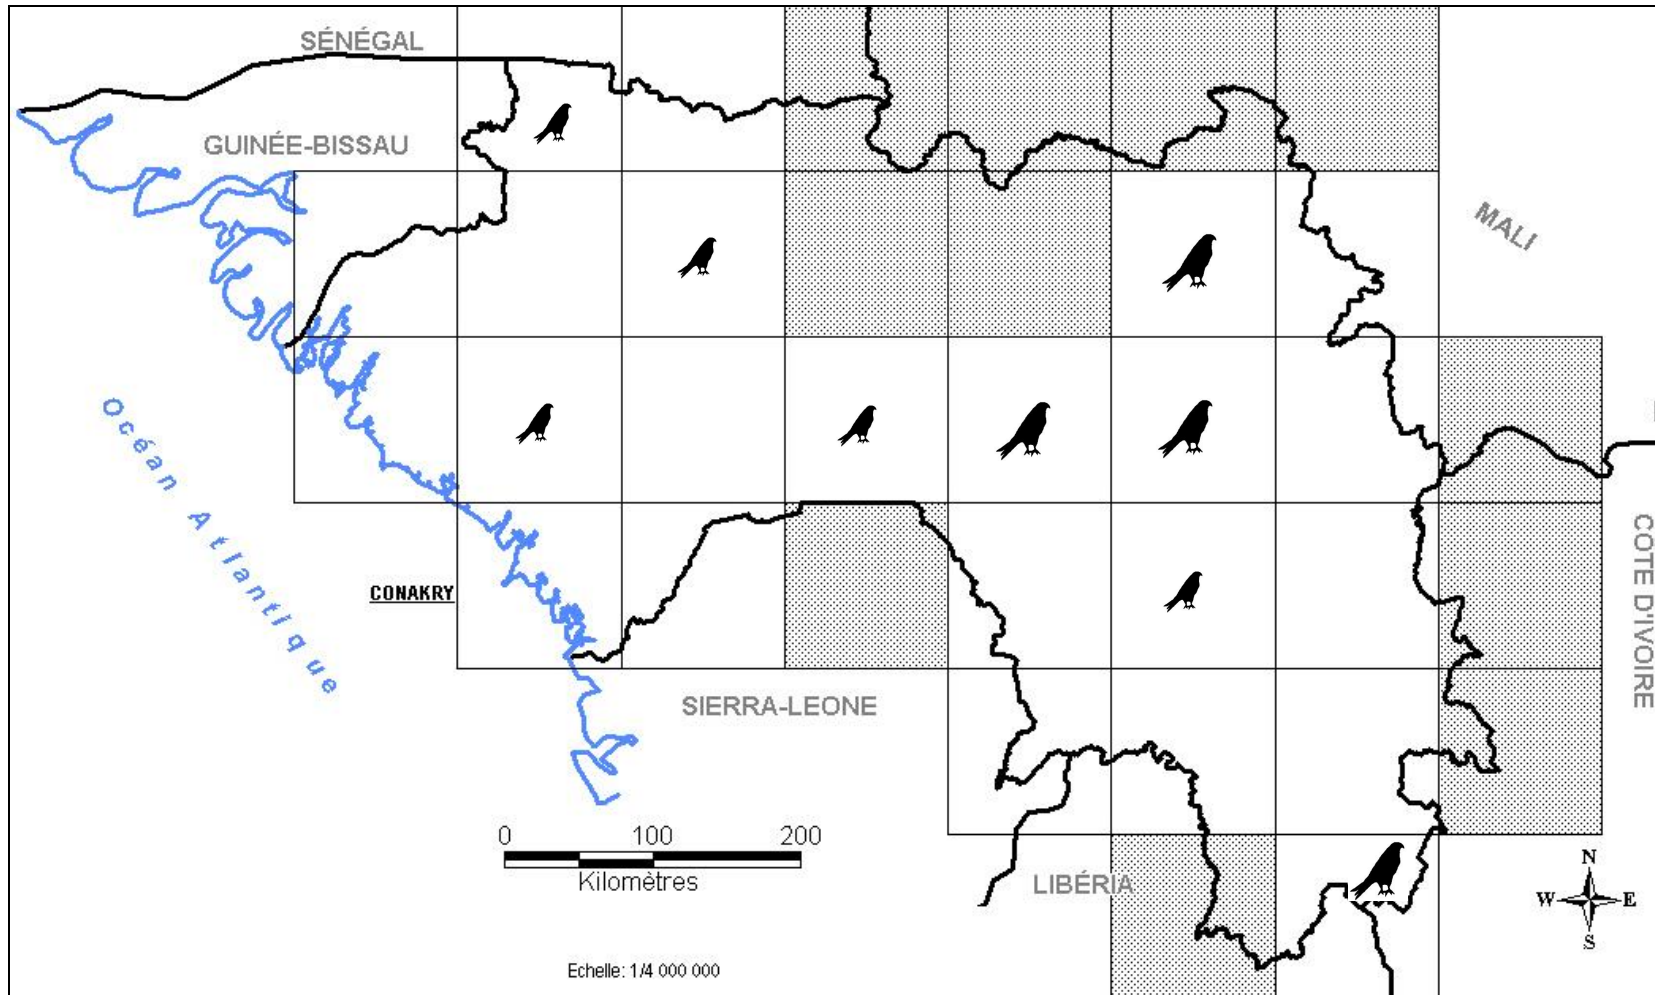 SÉNÉGAL
GUINÉE-BISSAU
MALI
Océan Atlantique
CONAKRY
COTE D'IVOIRE
SIERRA-LEONE
0 100 200
Kilomètres
LIBÉRIA
N
W E
S
Echelle: 1/4 000 000